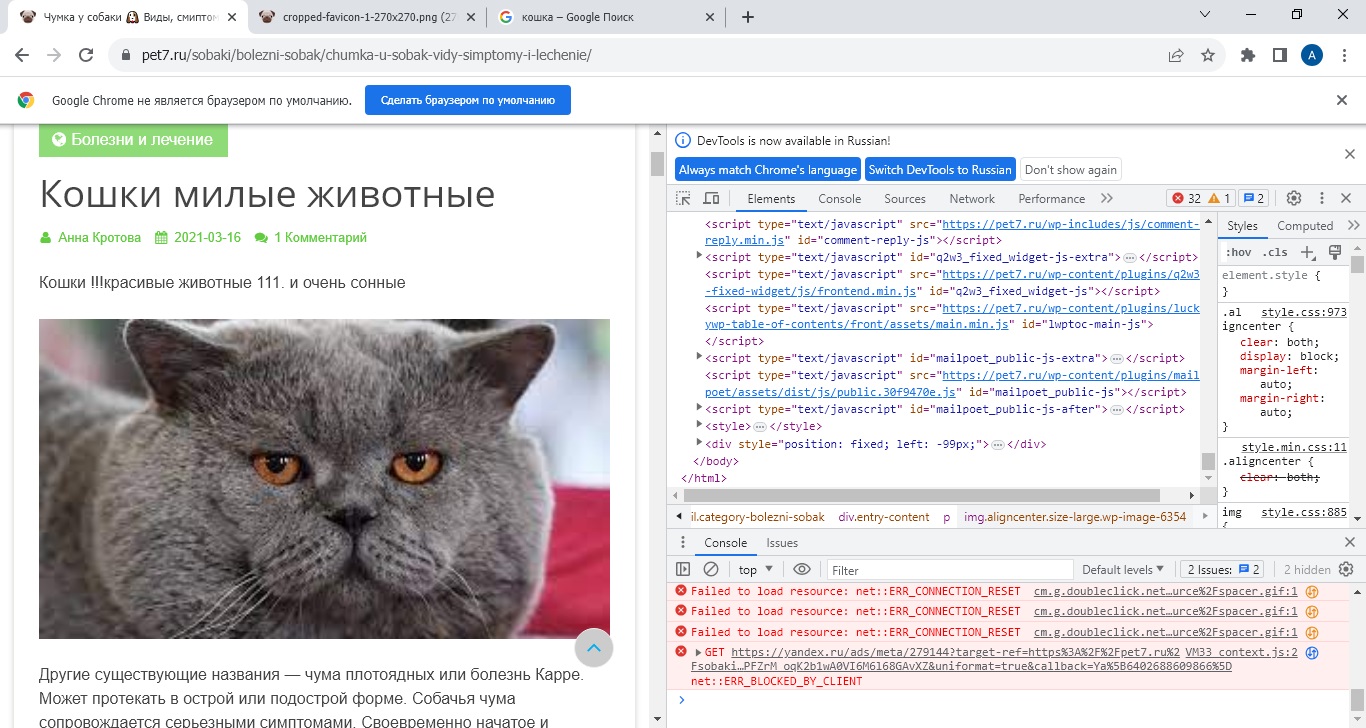 Чумка у собаки Виды, симптом
cropped-favicon-1-270x270.png (27
кошка – Google Поиск
pet7.ru/sobaki/bolezni-sobak/chumka-u-sobak-vidy-simptomy-i-lechenie/
A
Google Chrome не является браузером по умолчанию.
Сделать браузером по умолчанию
Болезни и лечение
Кошки милые животные
Анна Кротова 2021-03-16 1 Комментарий
Кошки !!!красивые животные 111. и очень сонные
Другие существующие названия — чума плотоядных или болезнь Карре.
Может протекать в острой или подострой форме. Собачья чума
сопровождается серьезными симптомами. Своевременно начатое и
DevTools is now available in Russian!
Always match Chrome's language
Switch DevTools to Russian
Don't show again
Elements Console Sources Network Performance 32 1 2
<script type="text/javascript" src="https://pet7.ru/wp-includes/js/comment-
reply.min.js" id="comment-reply-js"></script>
<script type="text/javascript" id="q2w3_fixed_widget-js-extra">…</script>
<script type="text/javascript" src="https://pet7.ru/wp-content/plugins/q2w3
-fixed-widget/js/frontend.min.js" id="q2w3_fixed_widget-js"></script>
<script type="text/javascript" src="https://pet7.ru/wp-content/plugins/luck
ywp-table-of-contents/front/assets/main.min.js" id="lwptoc-main-js">
</script>
<script type="text/javascript" id="mailpoet_public-js-extra">…</script>
<script type="text/javascript" src="https://pet7.ru/wp-content/plugins/mail
poet/assets/dist/js/public.30f9470e.js" id="mailpoet_public-js"></script>
<script type="text/javascript" id="mailpoet_public-js-after">…</script>
<style>…</style>
<div style="position: fixed; left: -99px;">…</div>
</body>
</html>
il.category-bolezni-sobak div.entry-content p img.aligncenter.size-large.wp-image-6354
Styles Computed
:hov .cls
element.style {
}
.al style.css:973
igncenter {
clear: both;
display: block;
margin-left:
auto;
margin-right:
auto;
}
style.min.css:11
.aligncenter {
clear: both;
}
img style.css:885
{
Console Issues
top Filter Default levels 2 Issues: 2 2 hidden
Failed to load resource: net::ERR_CONNECTION_RESET cm.g.doubleclick.net…urce%2Fspacer.gif:1
Failed to load resource: net::ERR_CONNECTION_RESET cm.g.doubleclick.net…urce%2Fspacer.gif:1
Failed to load resource: net::ERR_CONNECTION_RESET cm.g.doubleclick.net…urce%2Fspacer.gif:1
GET https://yandex.ru/ads/meta/279144?target-ref=https%3A%2F%2Fpet7.ru%2 VM33 context.js:2
Fsobaki…PFZrM_oqK2b1wA0VI6M6l68GAvXZ&uniformat=true&callback=Ya%5B6402688609866%5D
net::ERR_BLOCKED_BY_CLIENT